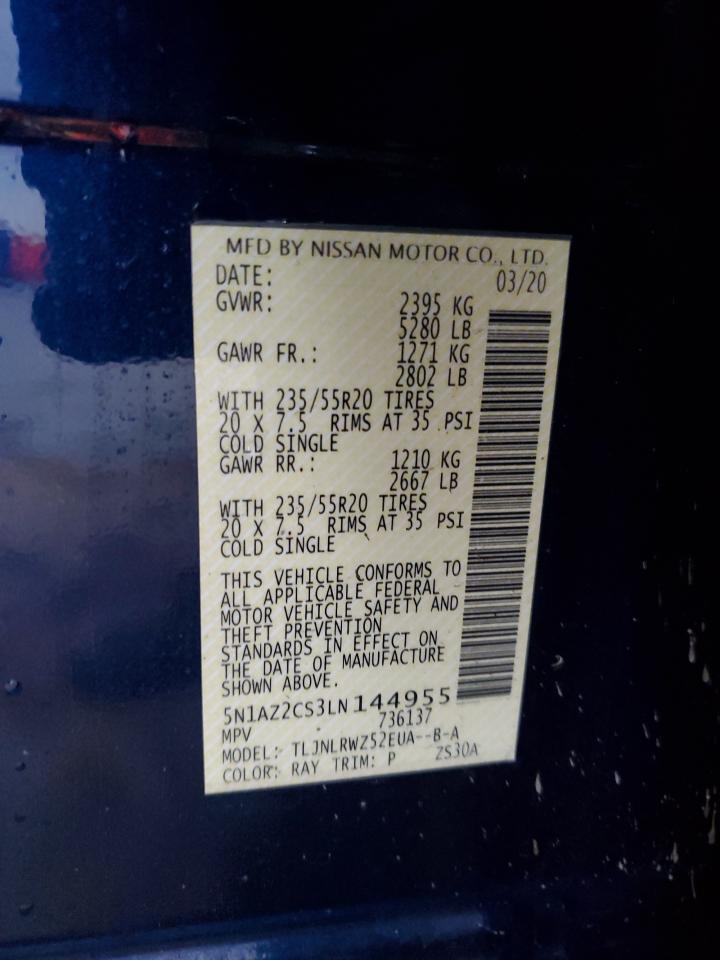 MFD BY NISSAN MOTOR CO., LTD.
DATE: 03/20
GVWR: 2395 KG
5280 LB
GAWR FR.: 1271 KG
2802 LB
WITH 235/55R20 TIRES
20 X 7.5 RIMS AT 35 PSI
COLD SINGLE
GAWR RR.: 1210 KG
2667 LB
WITH 235/55R20 TIRES
20 X 7.5 RIMS AT 35 PSI
COLD SINGLE
THIS VEHICLE CONFORMS TO
ALL APPLICABLE FEDERAL
MOTOR VEHICLE SAFETY AND
THEFT PREVENTION
STANDARDS IN EFFECT ON
THE DATE OF MANUFACTURE
SHOWN ABOVE.
5N1AZ2CS3LN144955
MPV 736137
MODEL: TLJNLRWZ52EUA--B-A
COLOR: RAY TRIM: P ZS30A